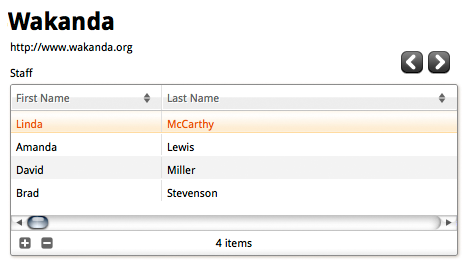 Wakanda
http://www.wakanda.org
Staff
First Name Last Name
Linda McCarthy
Amanda Lewis
David Miller
Brad Stevenson
4 items